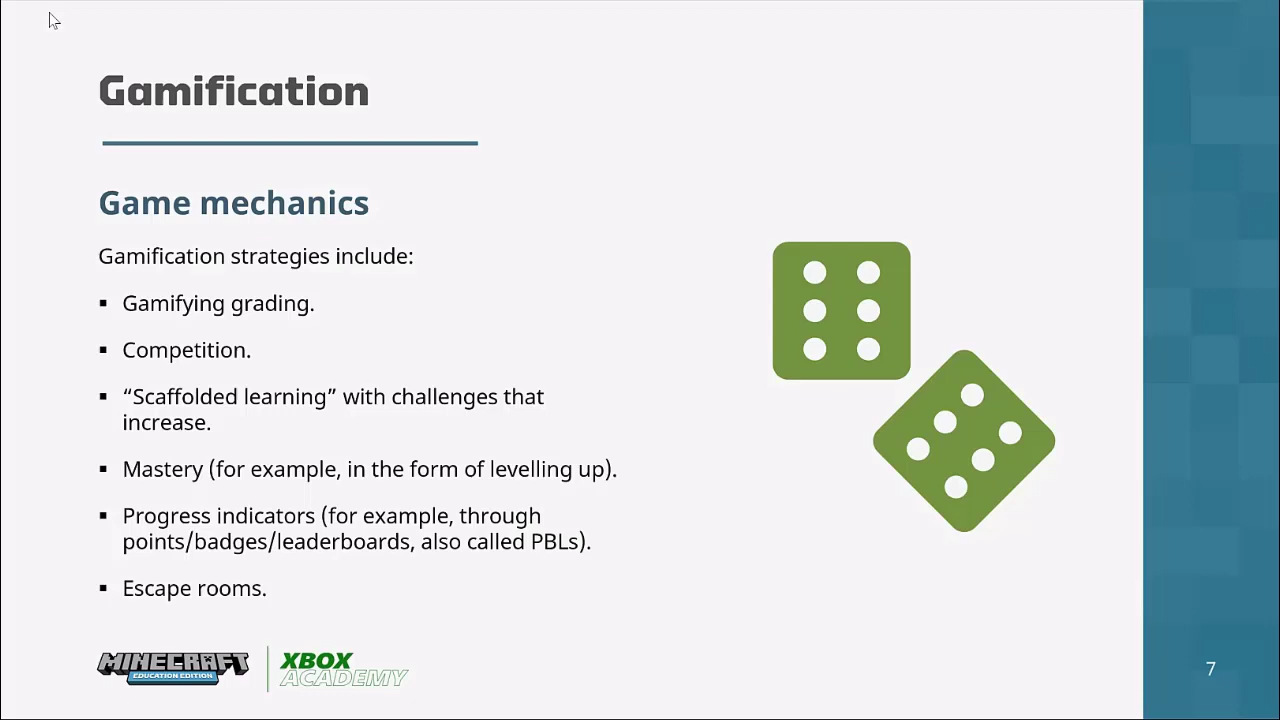 Gamification
Game mechanics
Gamification strategies include:
▪ Gamifying grading.
▪ Competition.
▪ “Scaffolded learning” with challenges that
increase.
▪ Mastery (for example, in the form of levelling up).
▪ Progress indicators (for example, through
points/badges/leaderboards, also called PBLs).
▪ Escape rooms.
MINECRAFT
EDUCATION EDITION
XBOX
ACADEMY
7